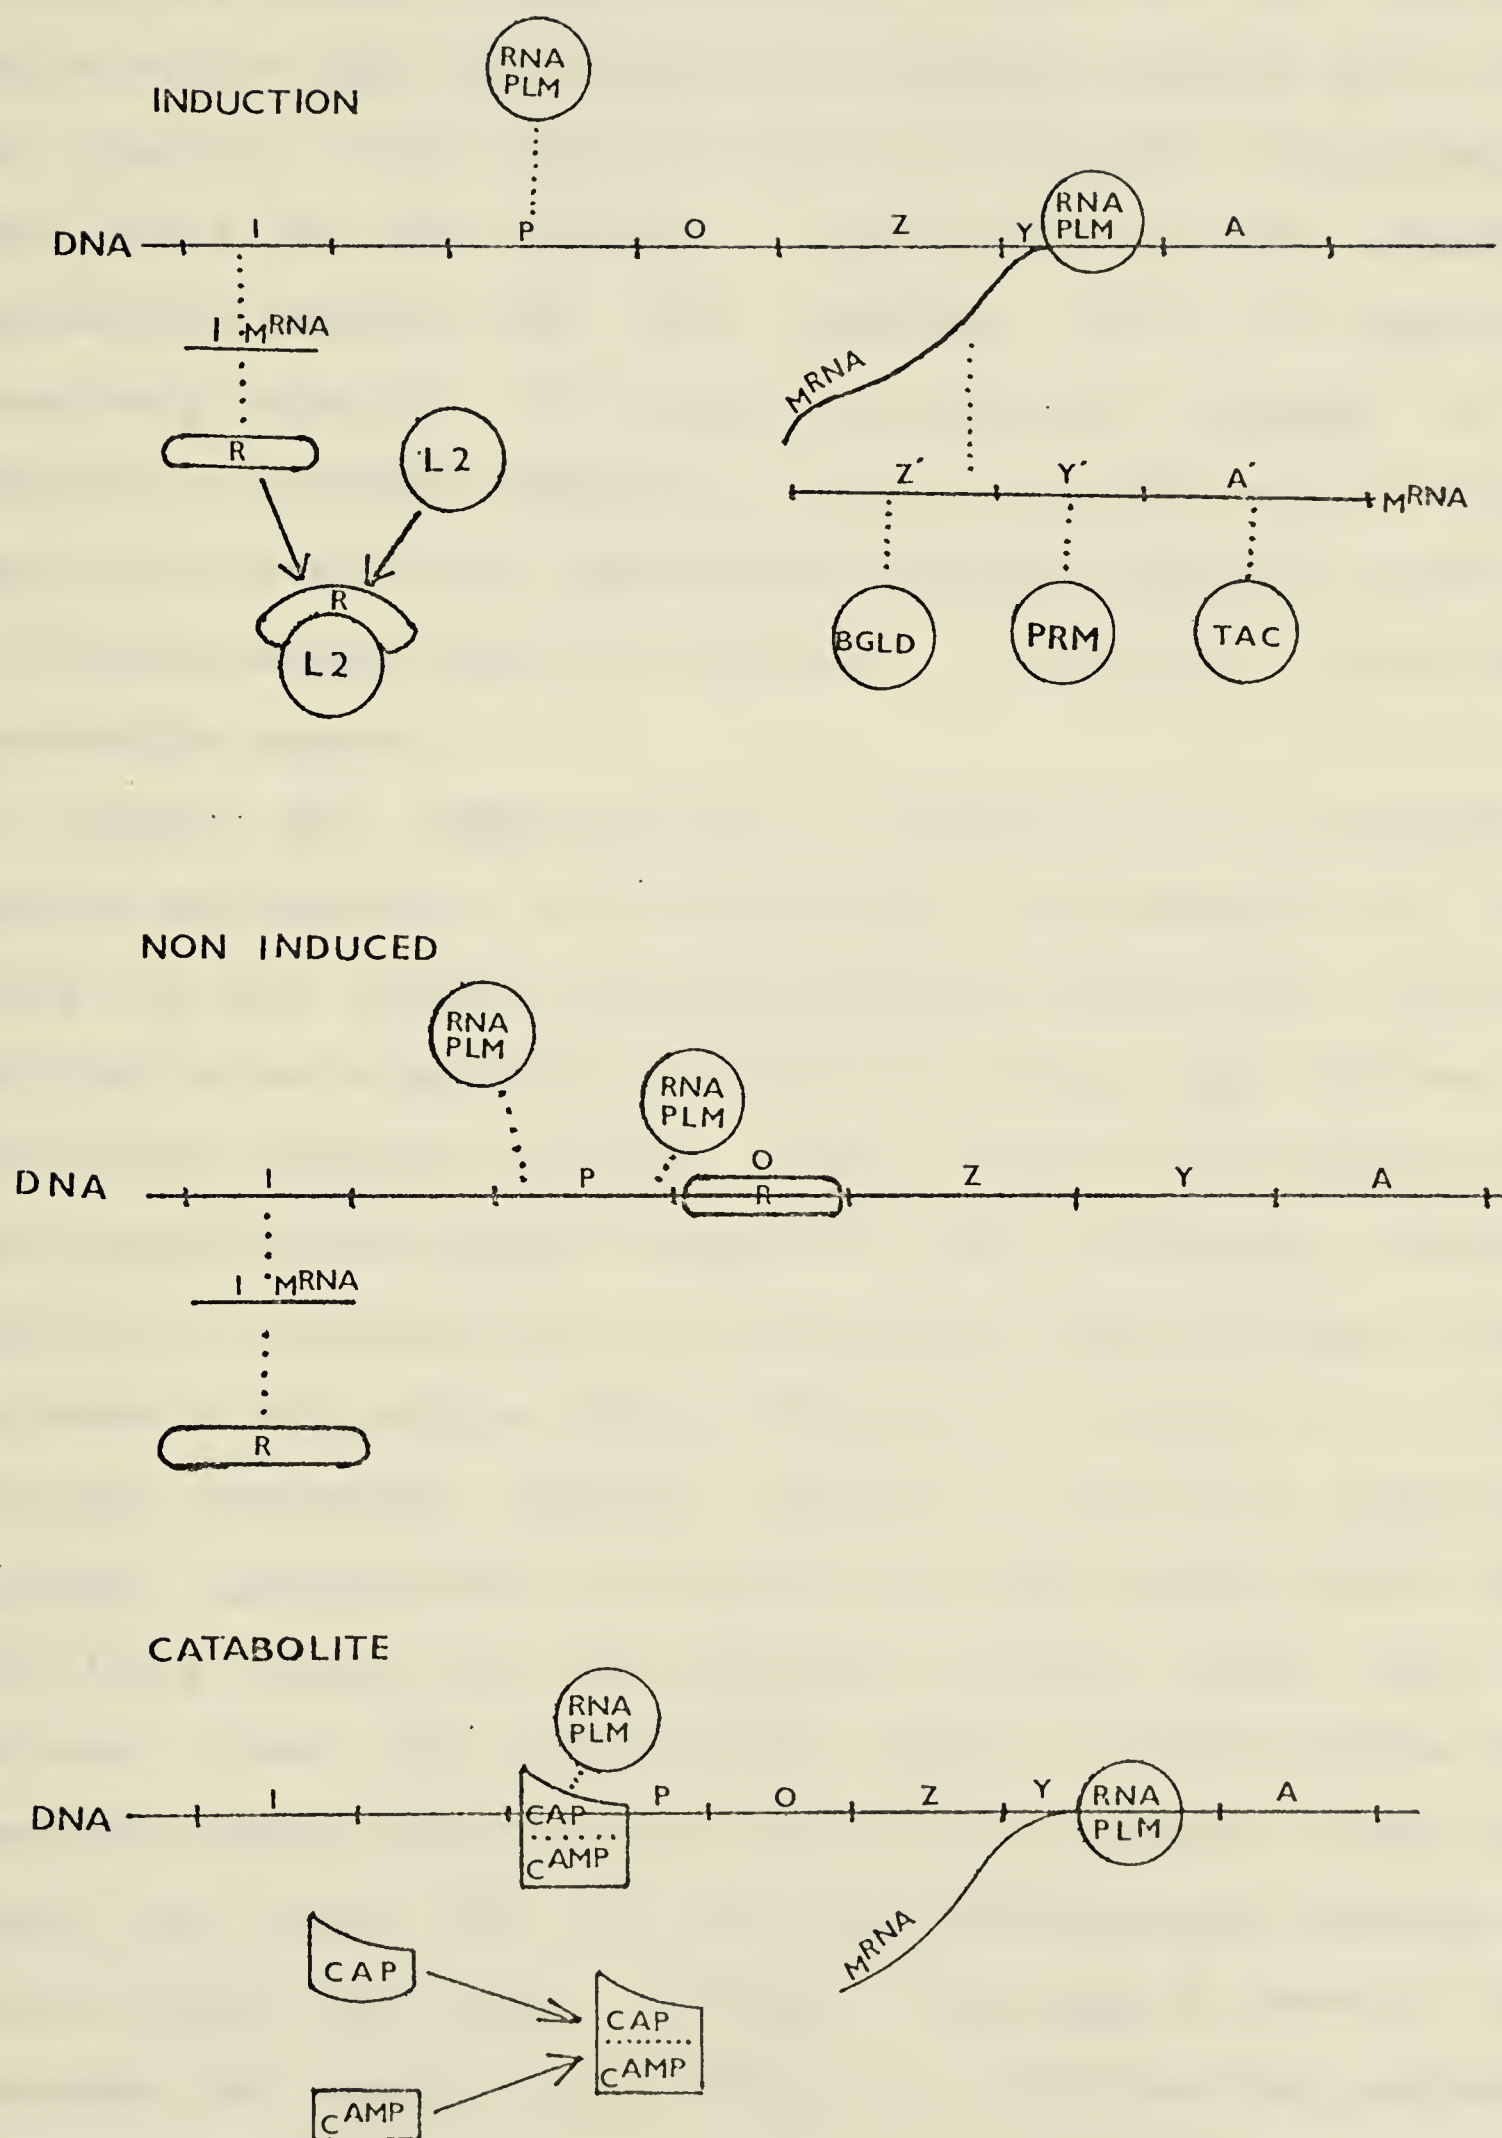 RNA
PLM
INDUCTION
DNA I P O Z Y RNA A
PLM
I MRNA
MRNA
R
L2
Z´ Y´ A´
MRNA
R
L2
BGLD PRM TAC
NON INDUCED
RNA
PLM
RNA
PLM
DNA I P O Z Y A
R
I MRNA
R
CATABOLITE
RNA
PLM
DNA I P O Z Y RNA A
PLM
CAP
CAMP
MRNA
CAP
CAP
CAMP
CAMP